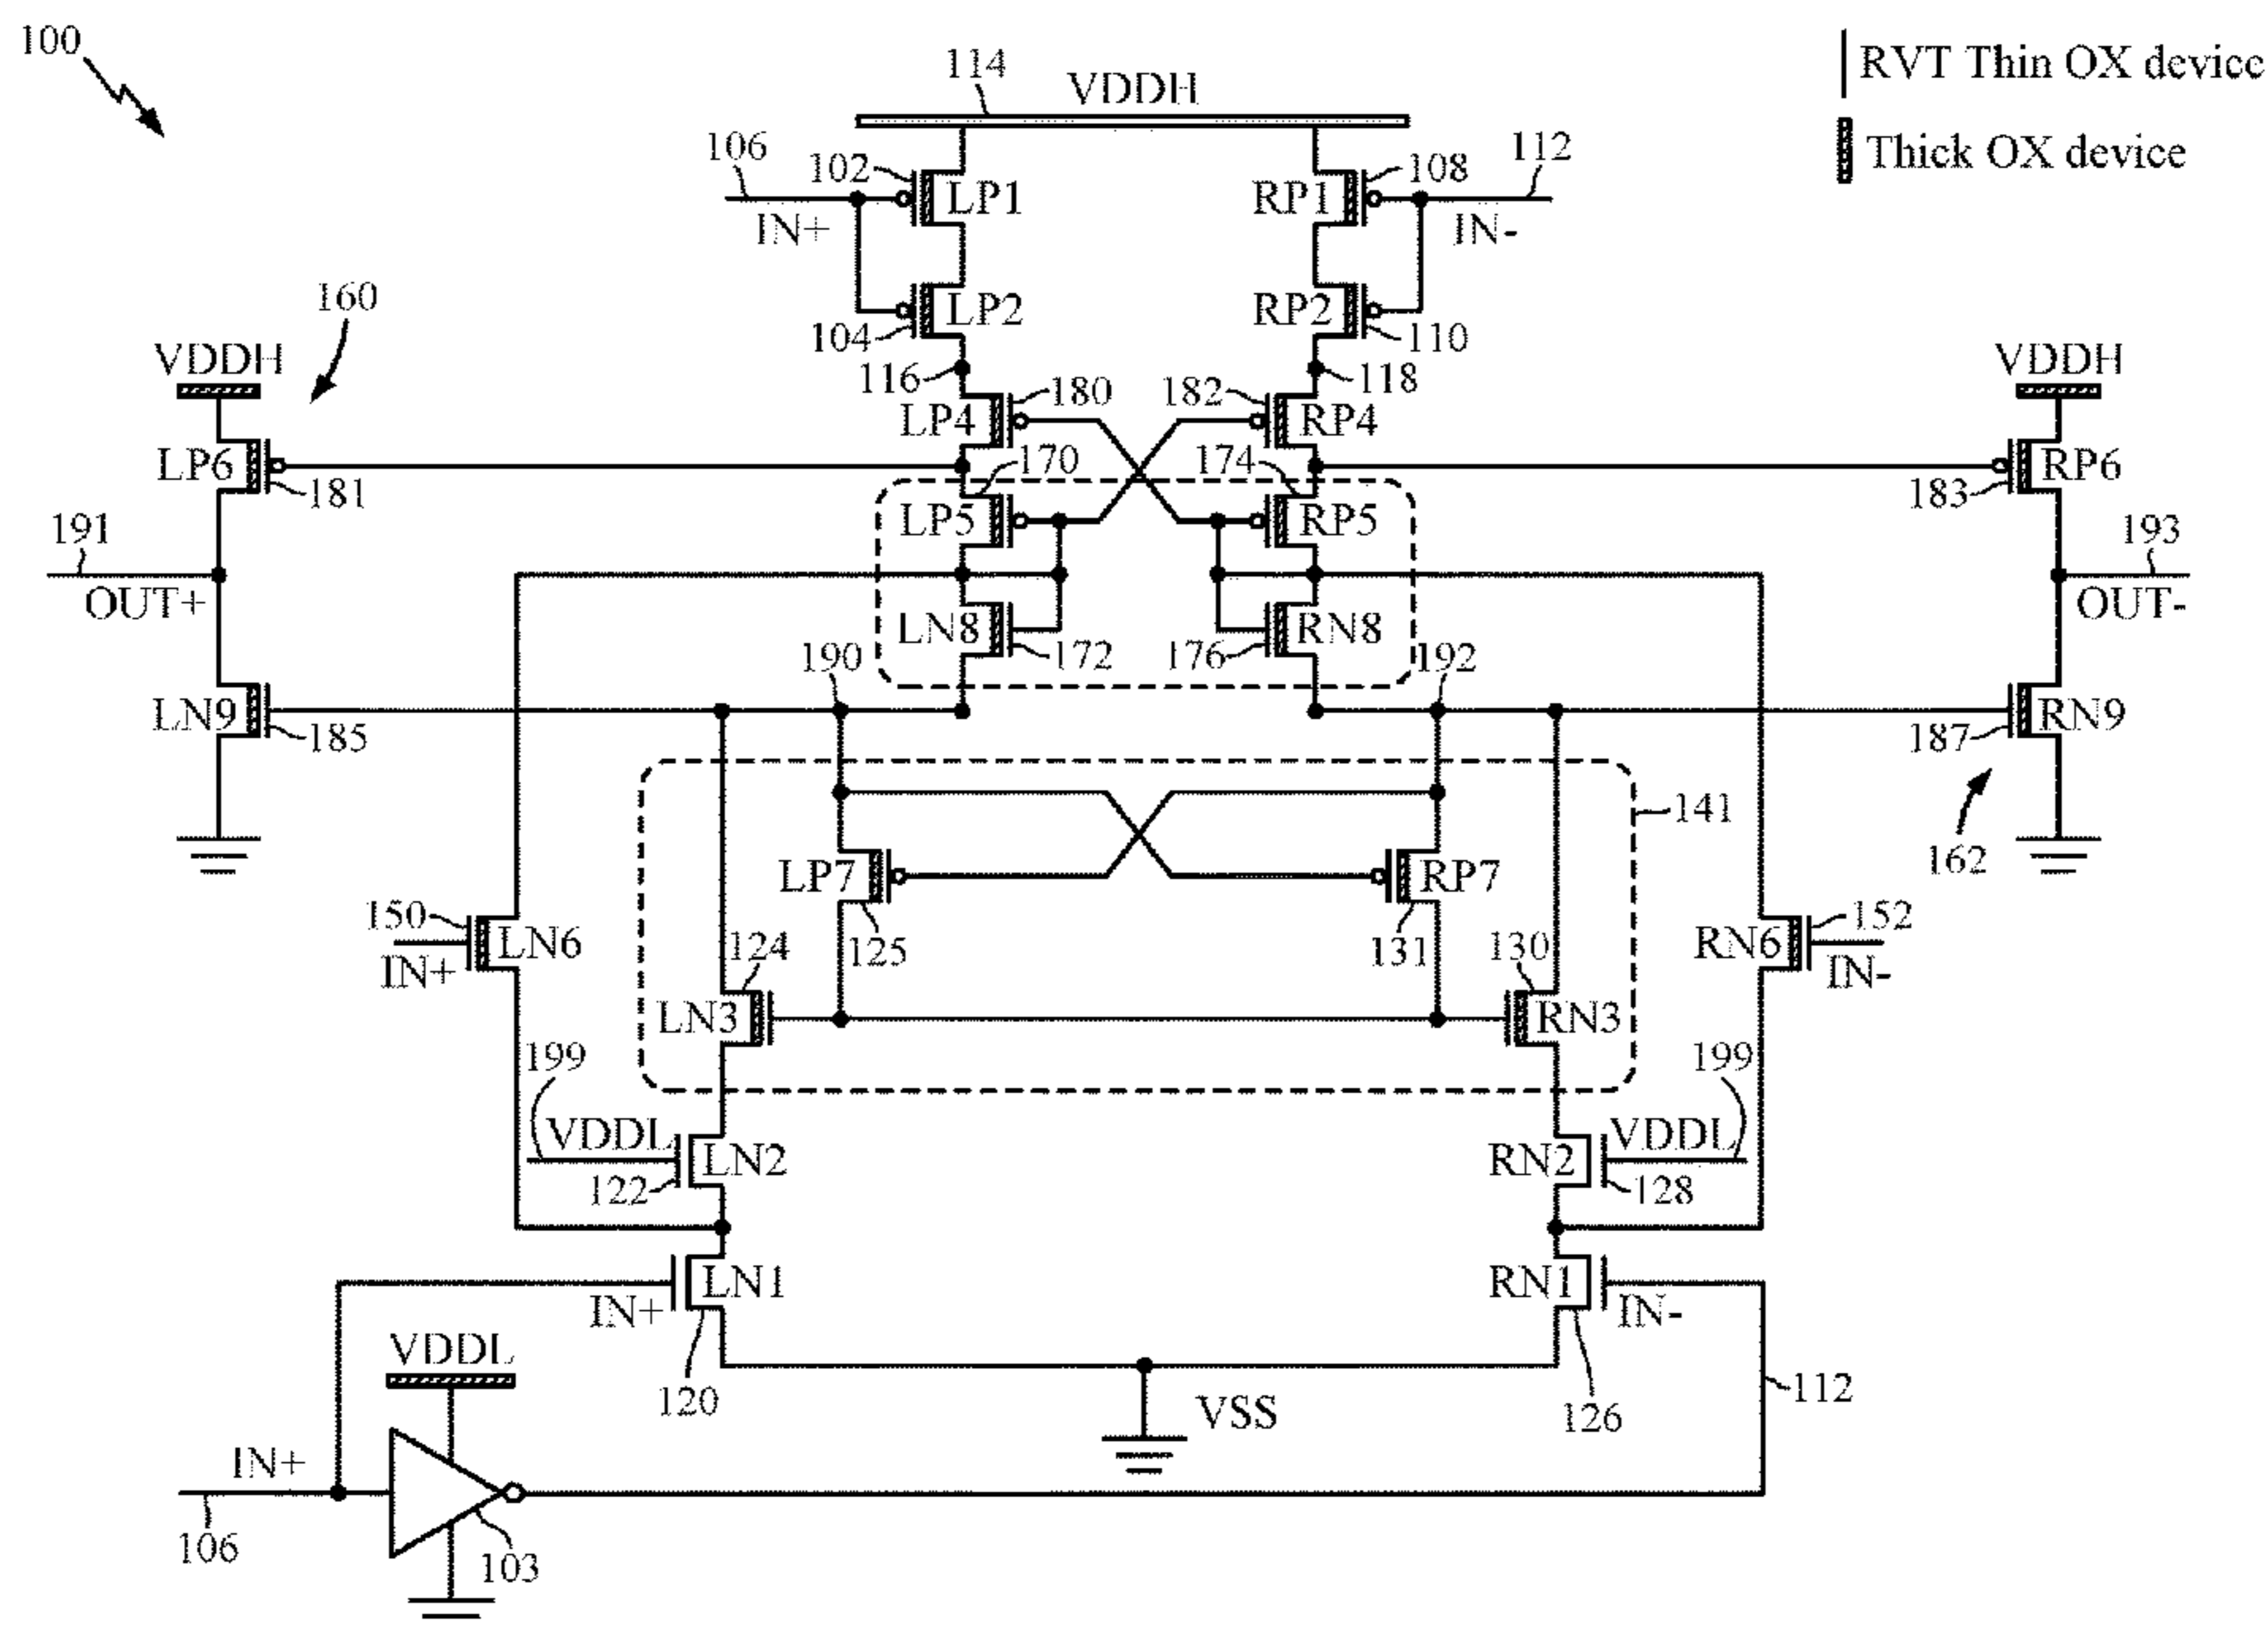 100
114
VDDH
RVT Thin OX device
Thick OX device
106
102
LP1
RP1
108
112
IN+
IN-
104
LP2
RP2
110
160
VDDH
116
118
VDDH
180
182
LP4
RP4
LP6
181
170
174
RP6
183
LP5
RP5
191
OUT+
193
OUT-
LN8
172
RN8
176
190
192
LN9
185
RN9
187
141
162
LP7
125
RP7
131
150
IN+
LN6
RN6
152
IN-
124
LN3
130
RN3
199
VDDL
122
LN2
RN2
VDDL
128
199
LN1
IN+
120
RN1
IN-
126
112
VDDL
VSS
IN+
106
103